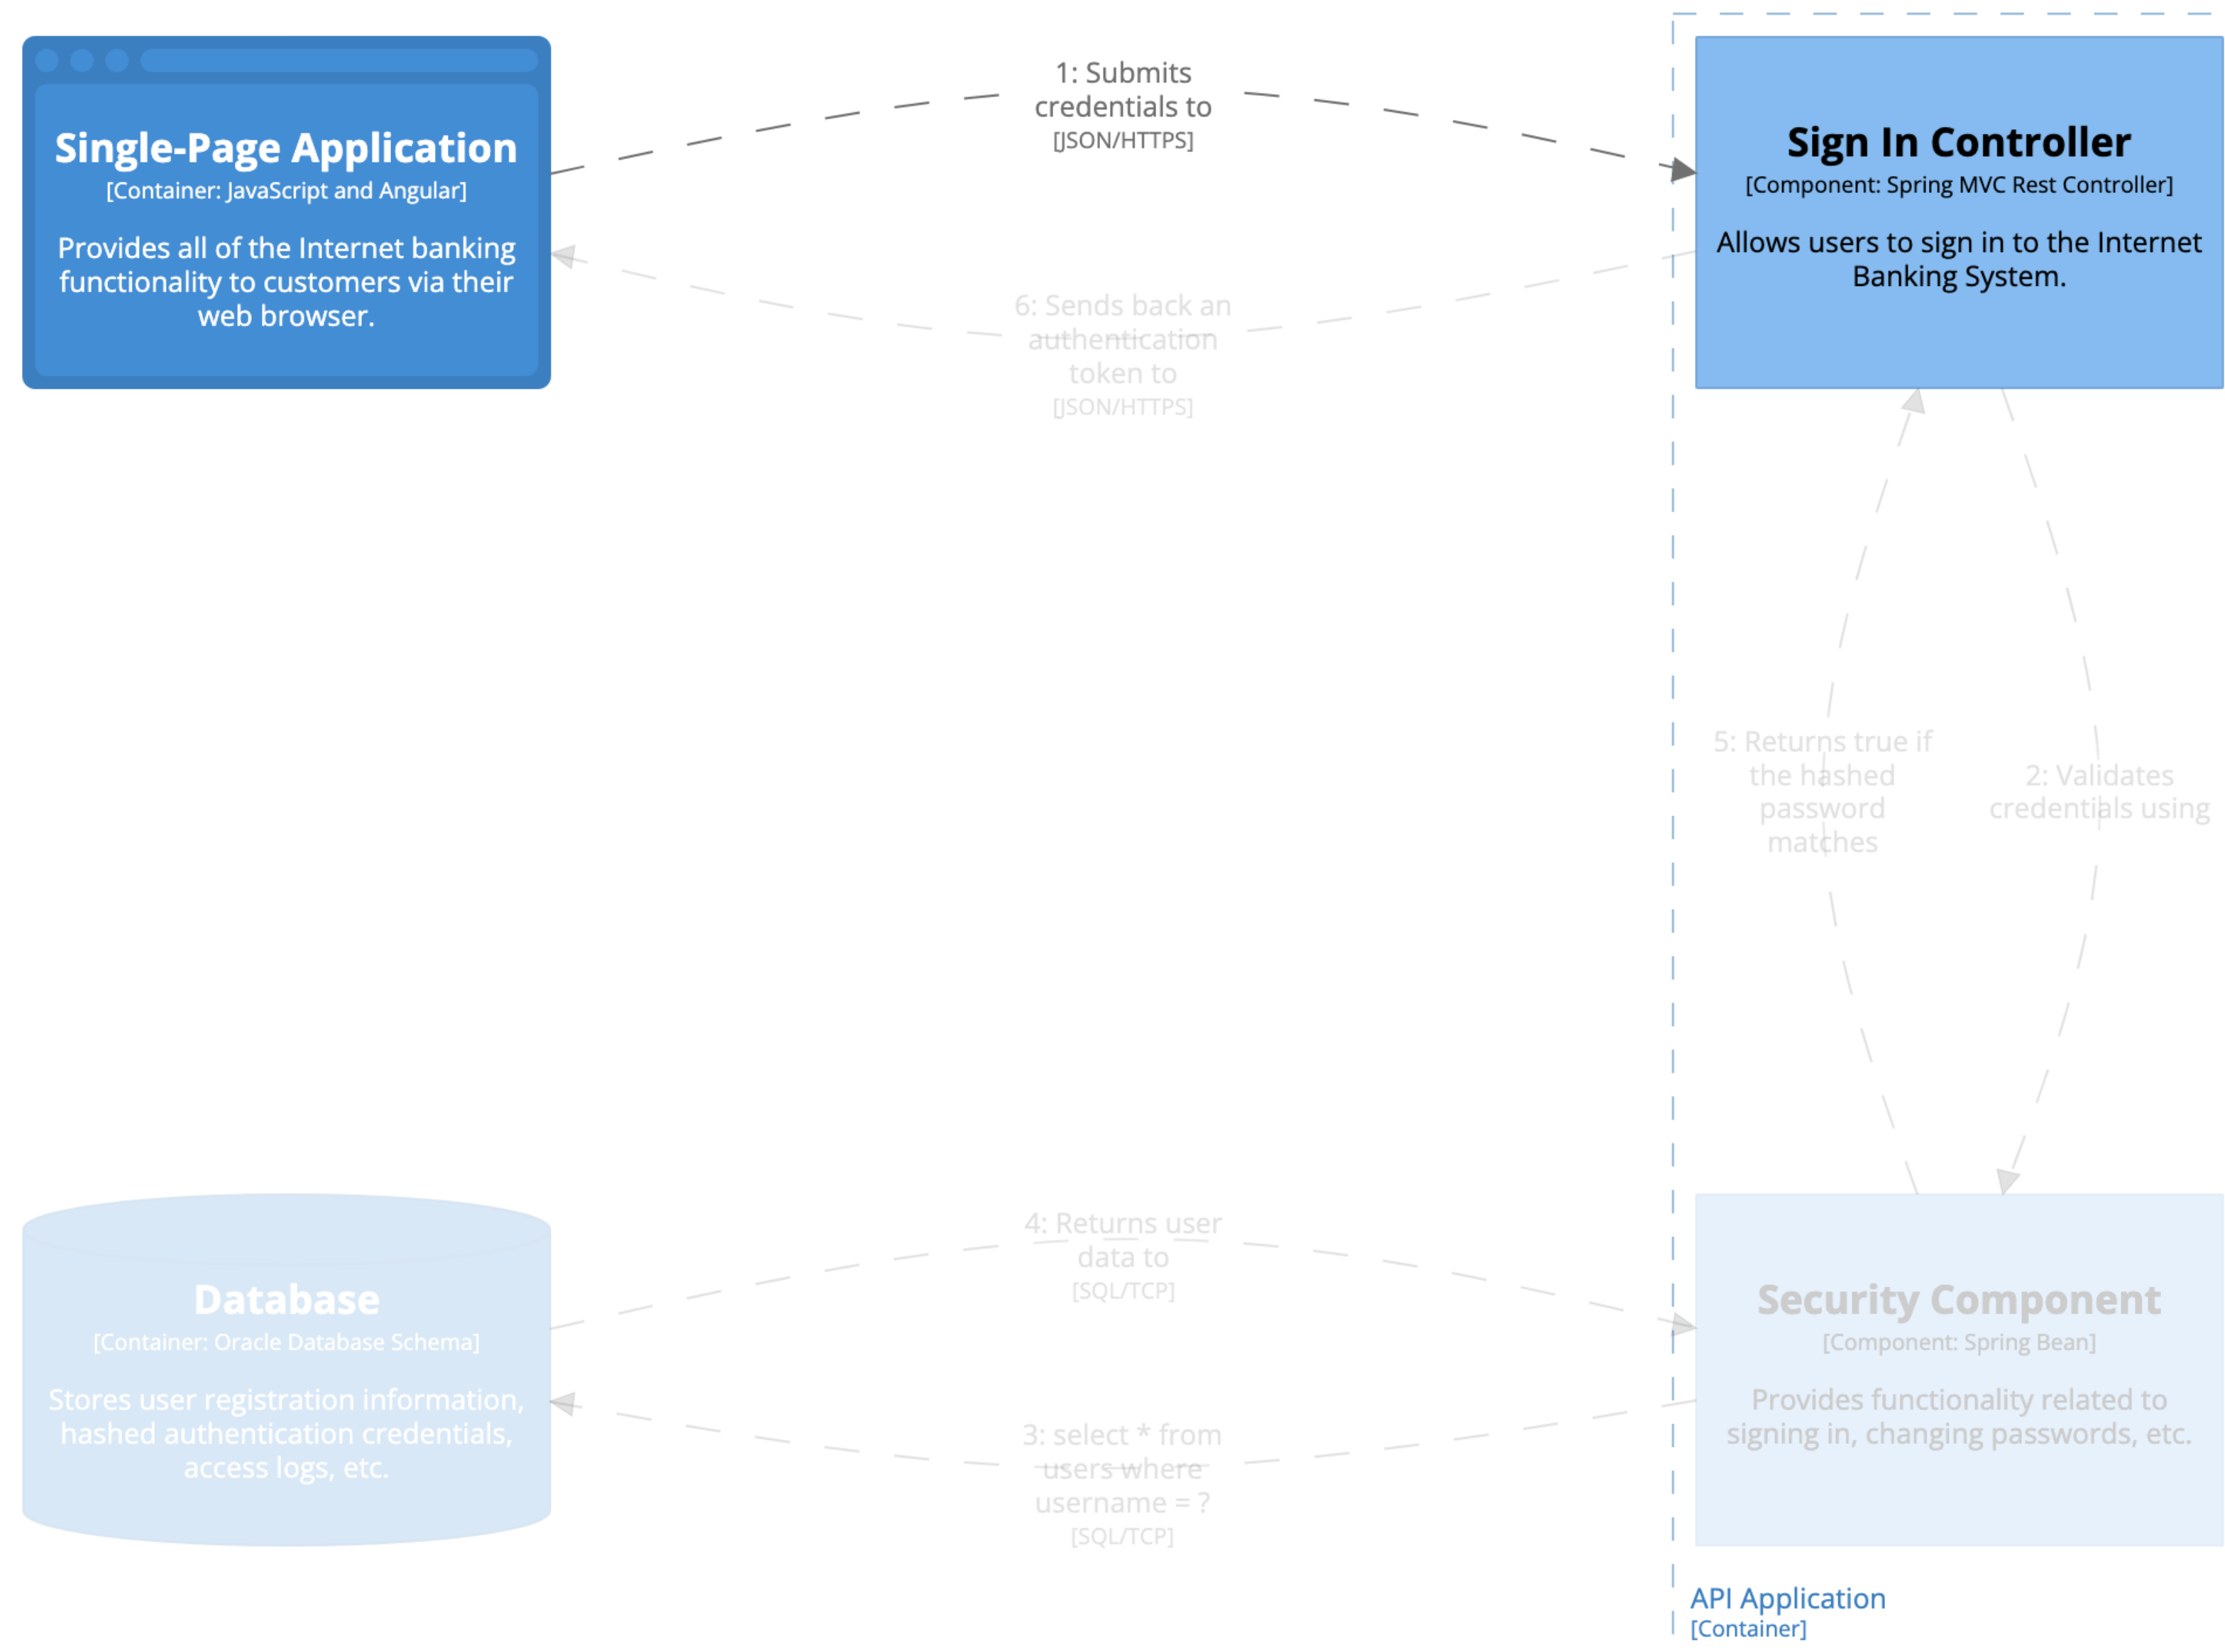 Single-Page Application
[Container: JavaScript and Angular]
Provides all of the Internet banking
functionality to customers via their
web browser.
1: Submits
credentials to
[JSON/HTTPS]
Sign In Controller
[Component: Spring MVC Rest Controller]
Allows users to sign in to the Internet
Banking System.
6: Sends back an
authentication
token to
[JSON/HTTPS]
5: Returns true if
the hashed
password
matches
2: Validates
credentials using
Database
[Container: Oracle Database Schema]
Stores user registration information,
hashed authentication credentials,
access logs, etc.
4: Returns user
data to
[SQL/TCP]
3: select * from
users where
username = ?
[SQL/TCP]
Security Component
[Component: Spring Bean]
Provides functionality related to
signing in, changing passwords, etc.
API Application
[Container]